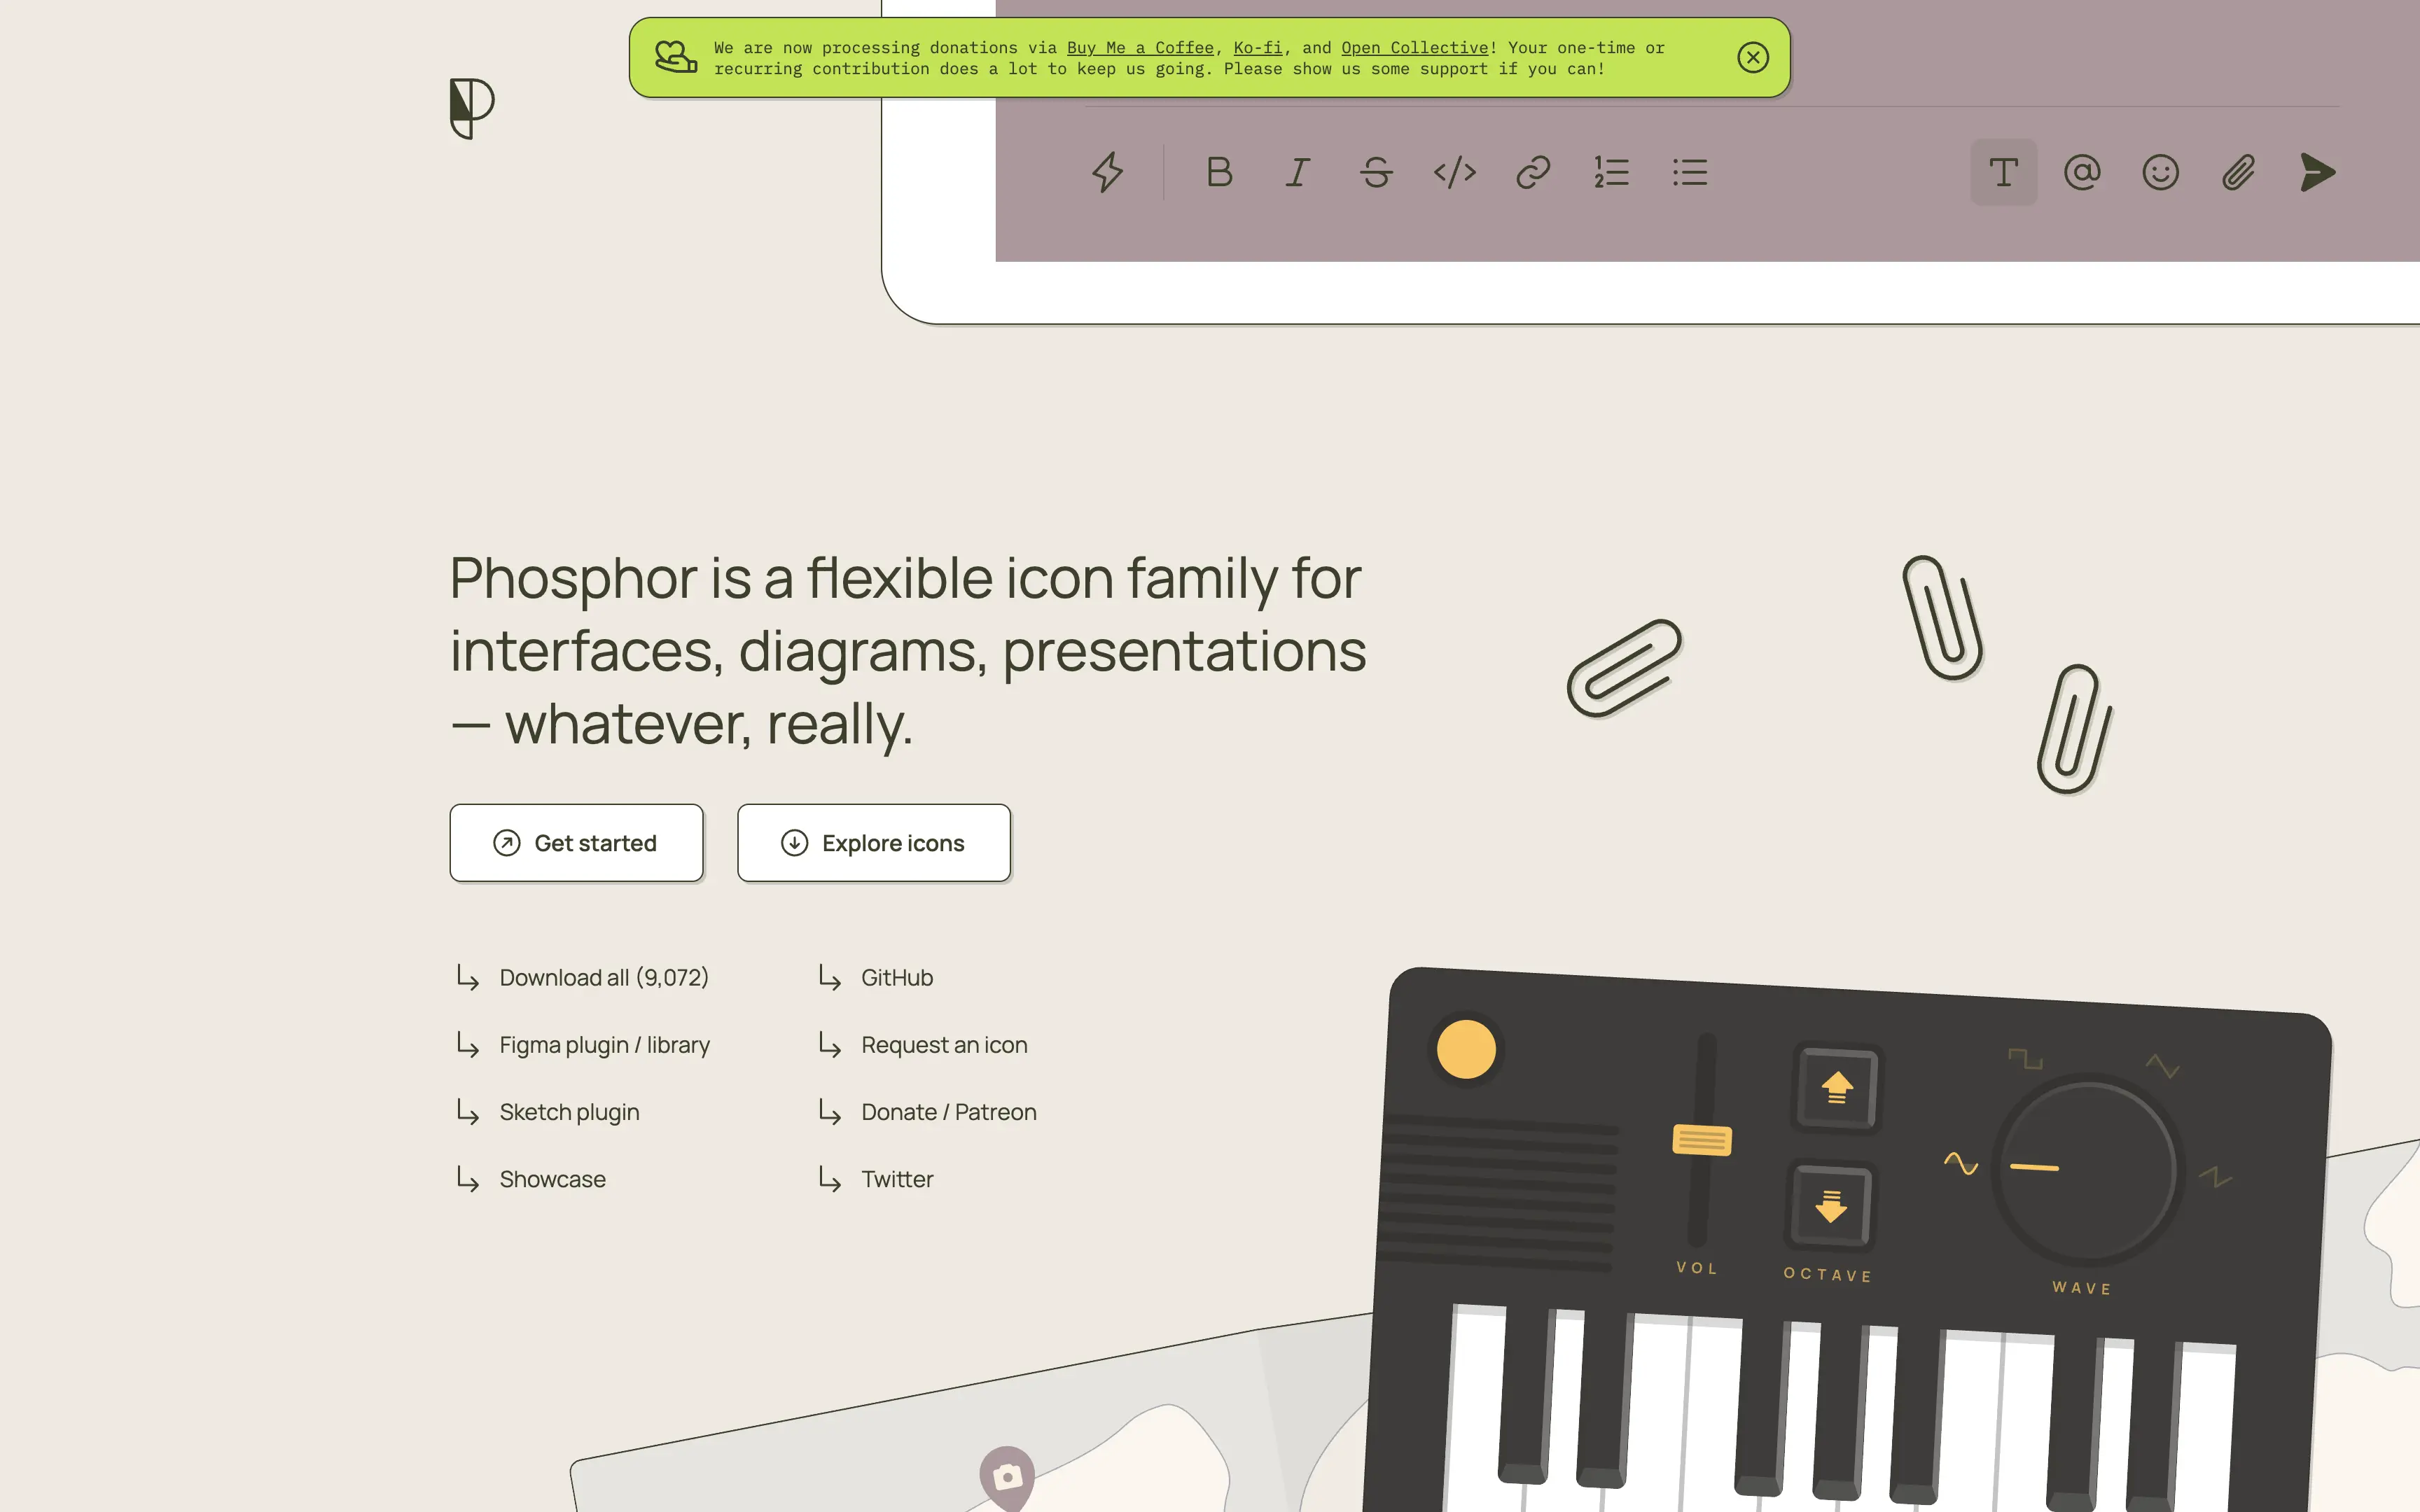 We are now processing donations via Buy Me a Coffee, Ko-fi, and Open Collective! Your one-time or
recurring contribution does a lot to keep us going. Please show us some support if you can!
Phosphor is a flexible icon family for
interfaces, diagrams, presentations
— whatever, really.
Get started
Explore icons
Download all (9,072)
Figma plugin / library
Sketch plugin
Showcase
GitHub
Request an icon
Donate / Patreon
Twitter
VOL
OCTAVE
WAVE